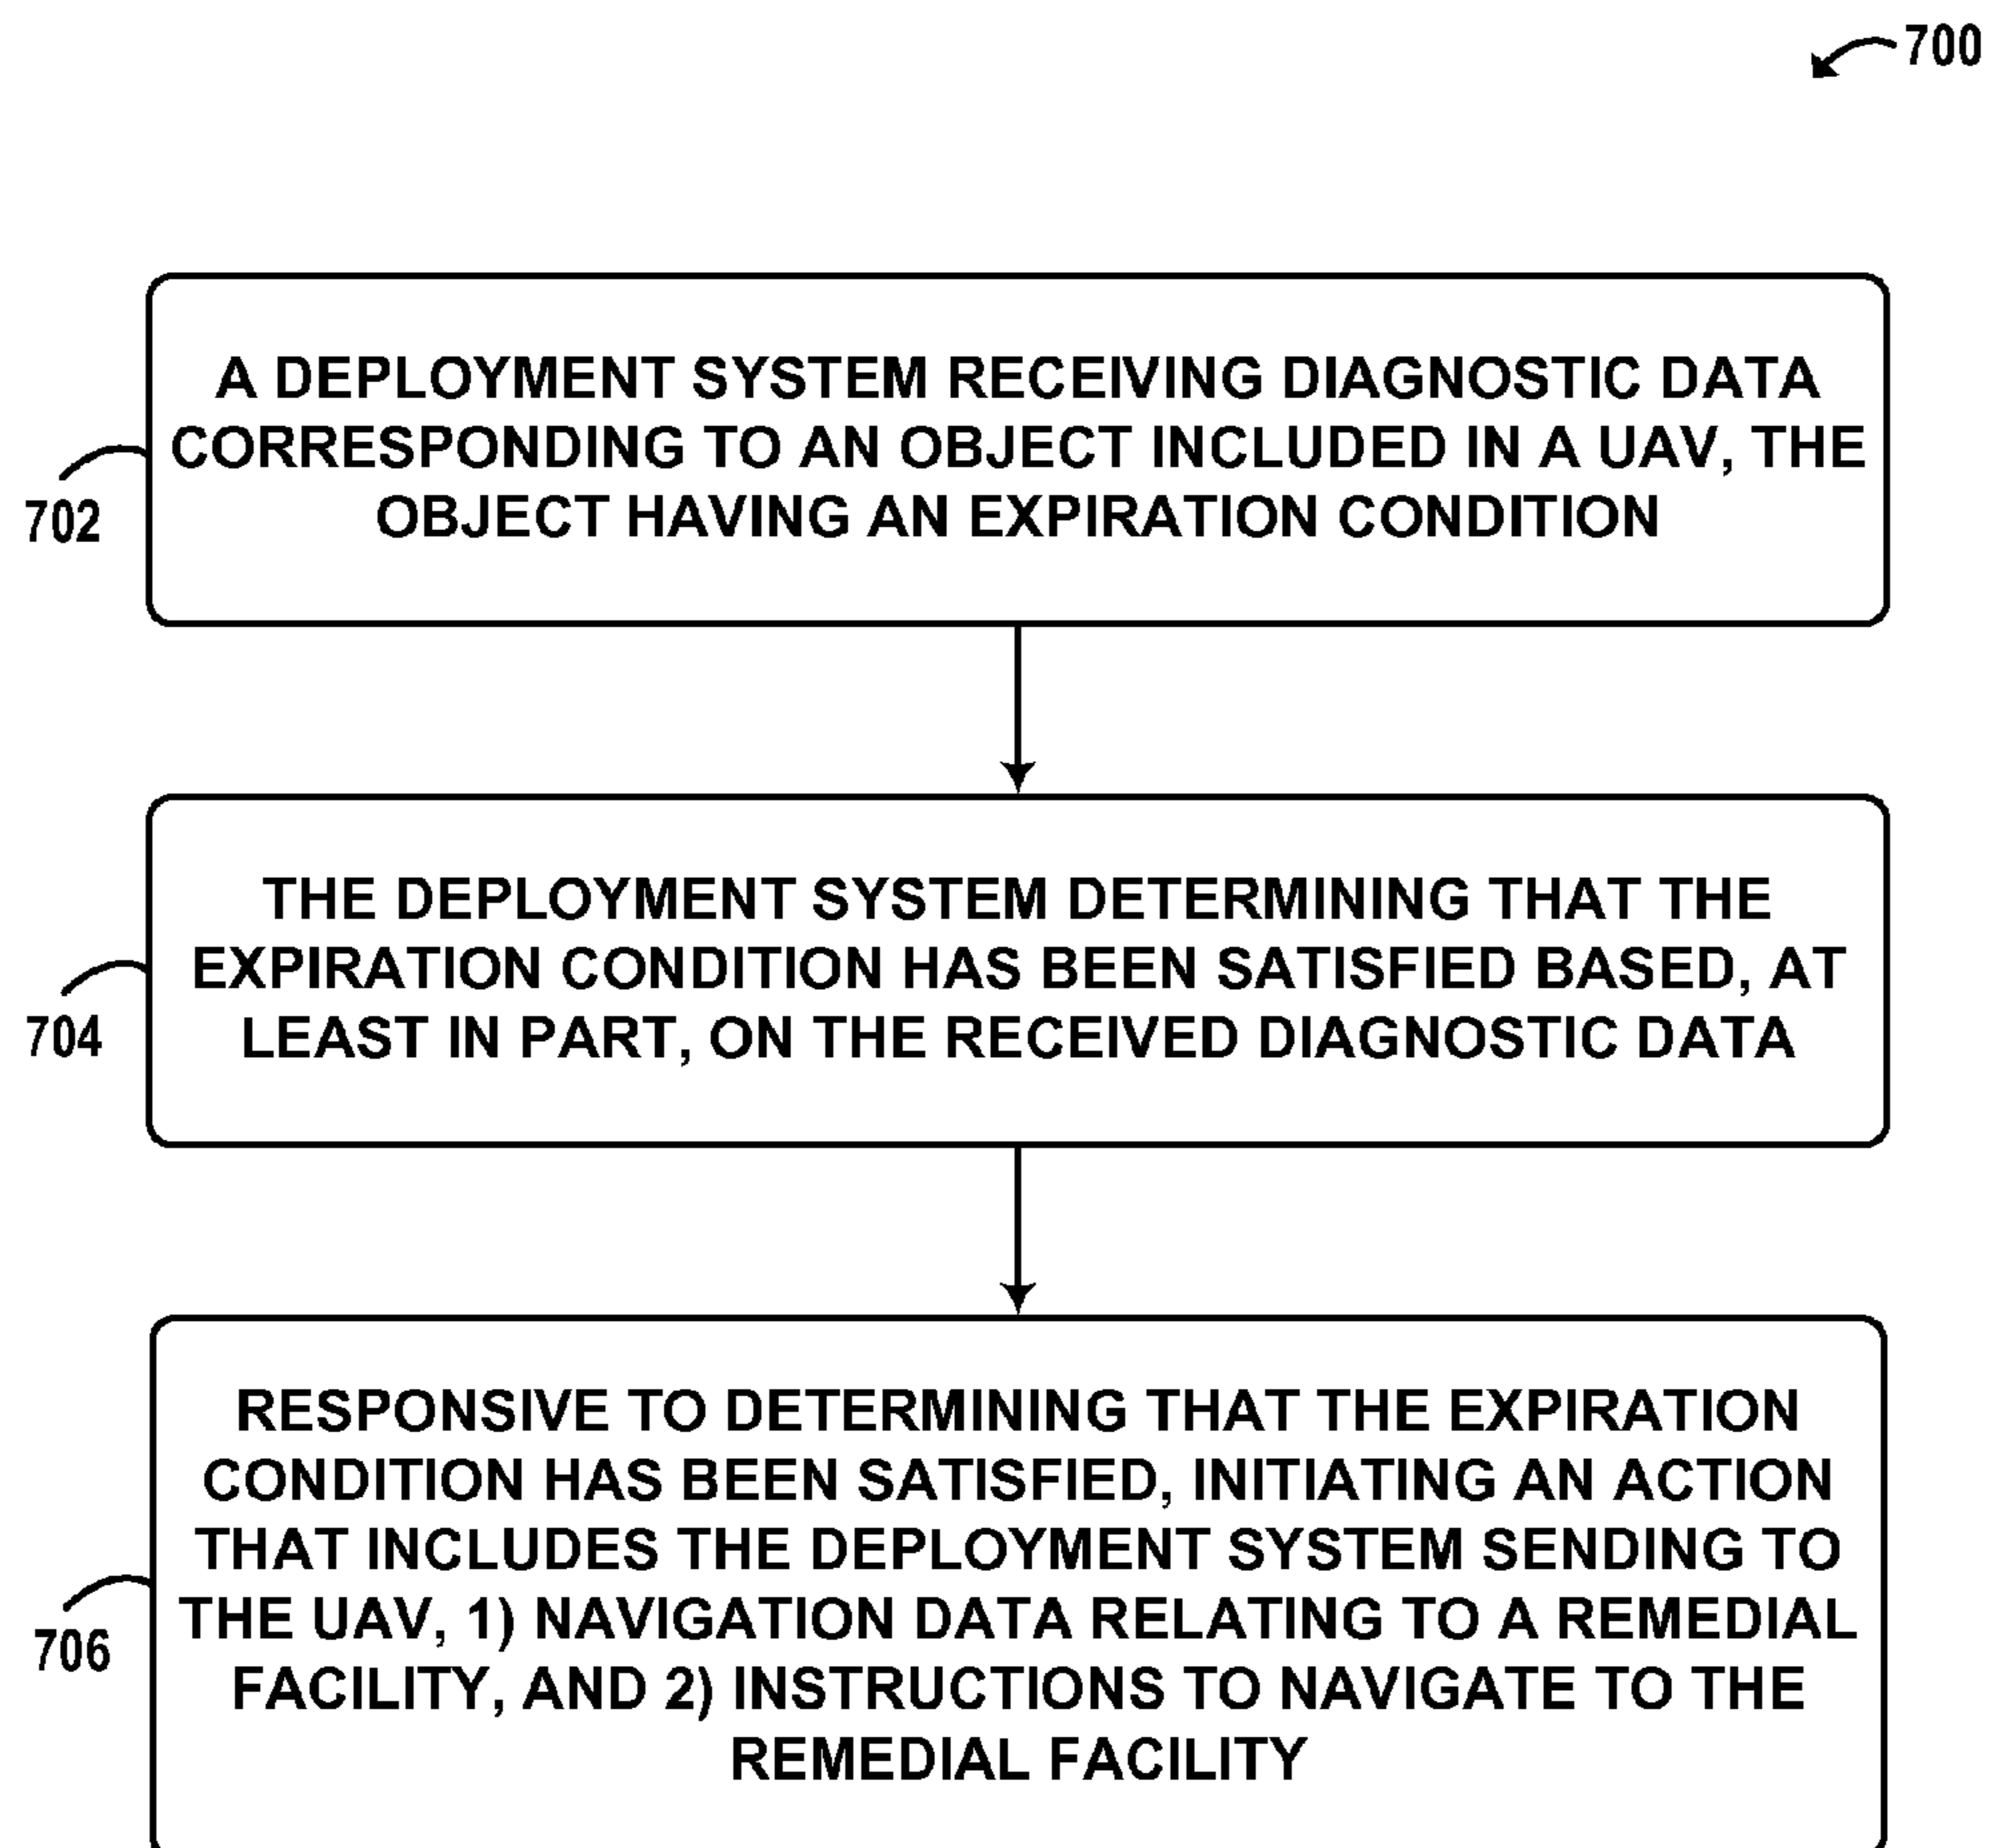 700
A DEPLOYMENT SYSTEM RECEIVING DIAGNOSTIC DATA
CORRESPONDING TO AN OBJECT INCLUDED IN A UAV, THE
OBJECT HAVING AN EXPIRATION CONDITION
702
THE DEPLOYMENT SYSTEM DETERMINING THAT THE
EXPIRATION CONDITION HAS BEEN SATISFIED BASED, AT
LEAST IN PART, ON THE RECEIVED DIAGNOSTIC DATA
704
RESPONSIVE TO DETERMINING THAT THE EXPIRATION
CONDITION HAS BEEN SATISFIED, INITIATING AN ACTION
THAT INCLUDES THE DEPLOYMENT SYSTEM SENDING TO
THE UAV, 1) NAVIGATION DATA RELATING TO A REMEDIAL
FACILITY, AND 2) INSTRUCTIONS TO NAVIGATE TO THE
REMEDIAL FACILITY
706